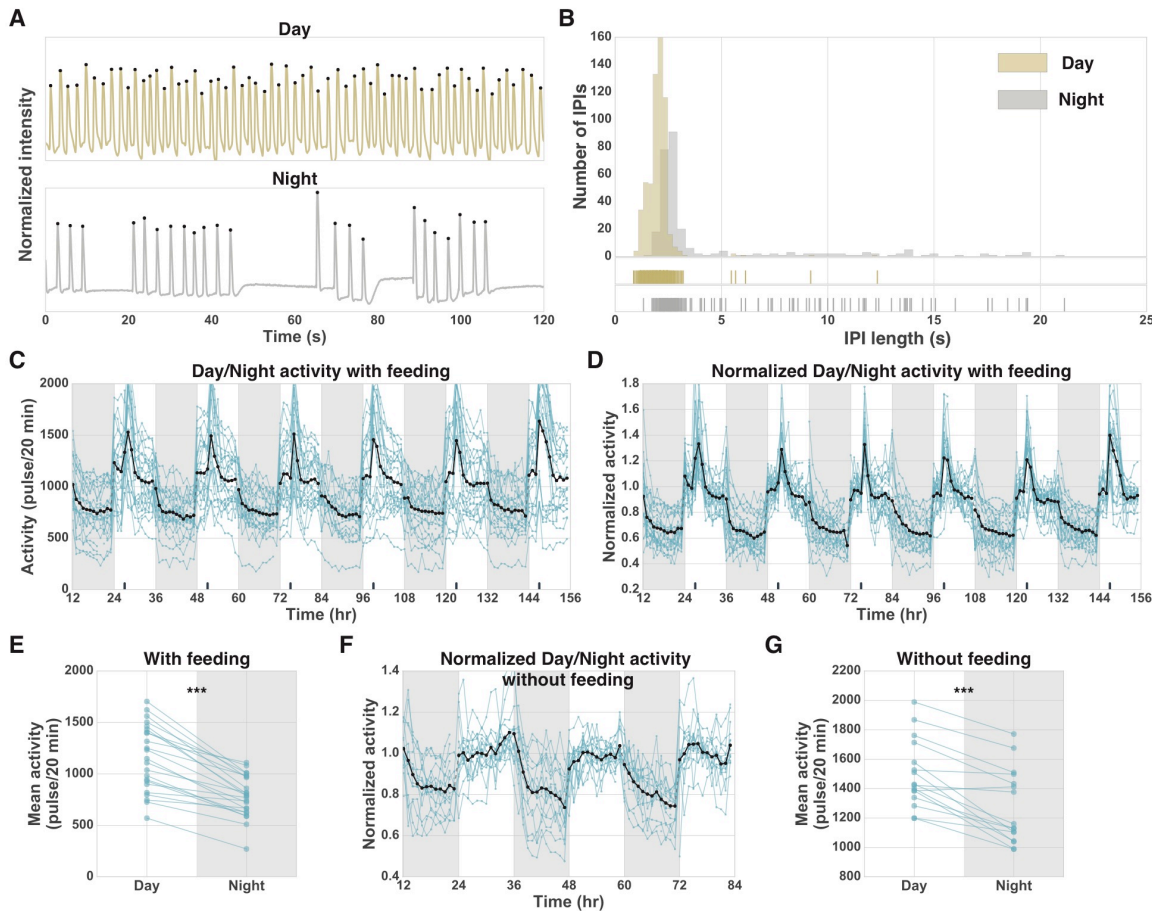 A
Day
Night
Normalized intensity
0 20 40 60 80 100 120
Time (s)
B
160
140
120
100
80
60
40
20
0
Number of IPIs
Day
Night
0 5 10 15 20 25
IPI length (s)
C
Day/Night activity with feeding
2000
1500
1000
500
0
Activity (pulse/20 min)
12 24 36 48 60 72 84 96 108 120 132 144 156
Time (hr)
D
Normalized Day/Night activity with feeding
1.8
1.6
1.4
1.2
1.0
0.8
0.6
0.4
0.2
Normalized activity
12 24 36 48 60 72 84 96 108 120 132 144 156
Time (hr)
E
With feeding
2000
1500
1000
500
0
Mean activity
(pulse/20 min)
***
Day Night
F
Normalized Day/Night activity
without feeding
1.4
1.2
1.0
0.8
0.6
0.4
Normalized activity
12 24 36 48 60 72 84
Time (hr)
G
Without feeding
2200
2000
1800
1600
1400
1200
1000
800
Mean activity
(pulse/20 min)
***
Day Night